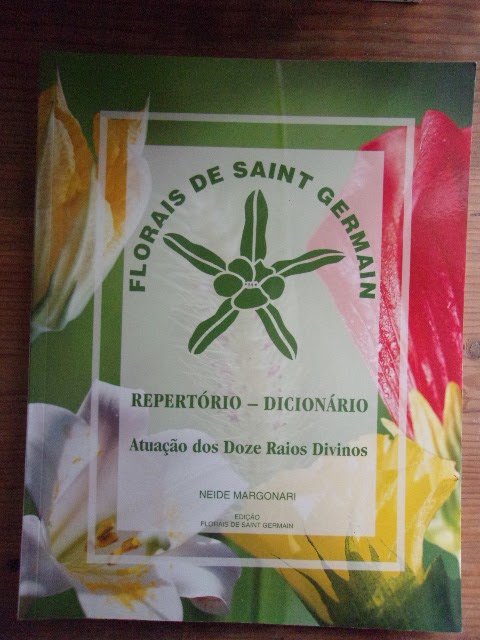 FLORAIS DE SAINT GERMAIN
REPERTÓRIO – DICIONÁRIO
Atuação dos Doze Raios Divinos
NEIDE MARGONARI
EDIÇÃO
FLORAIS DE SAINT GERMAIN